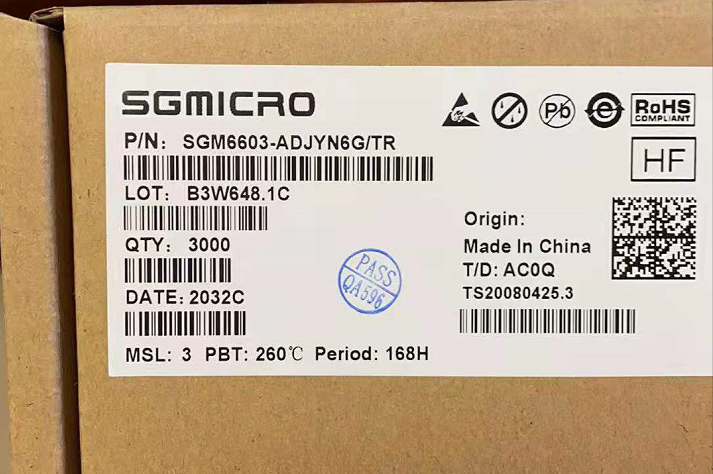 SGMICRO
Pb
e
RoHS
COMPLIANT
HF
P/N: SGM6603-ADJYN6G/TR
LOT: B3W648.1C
QTY: 3000
DATE: 2032C
MSL: 3 PBT: 260℃ Period: 168H
PASS
QA596
Origin:
Made In China
T/D: AC0Q
TS20080425.3